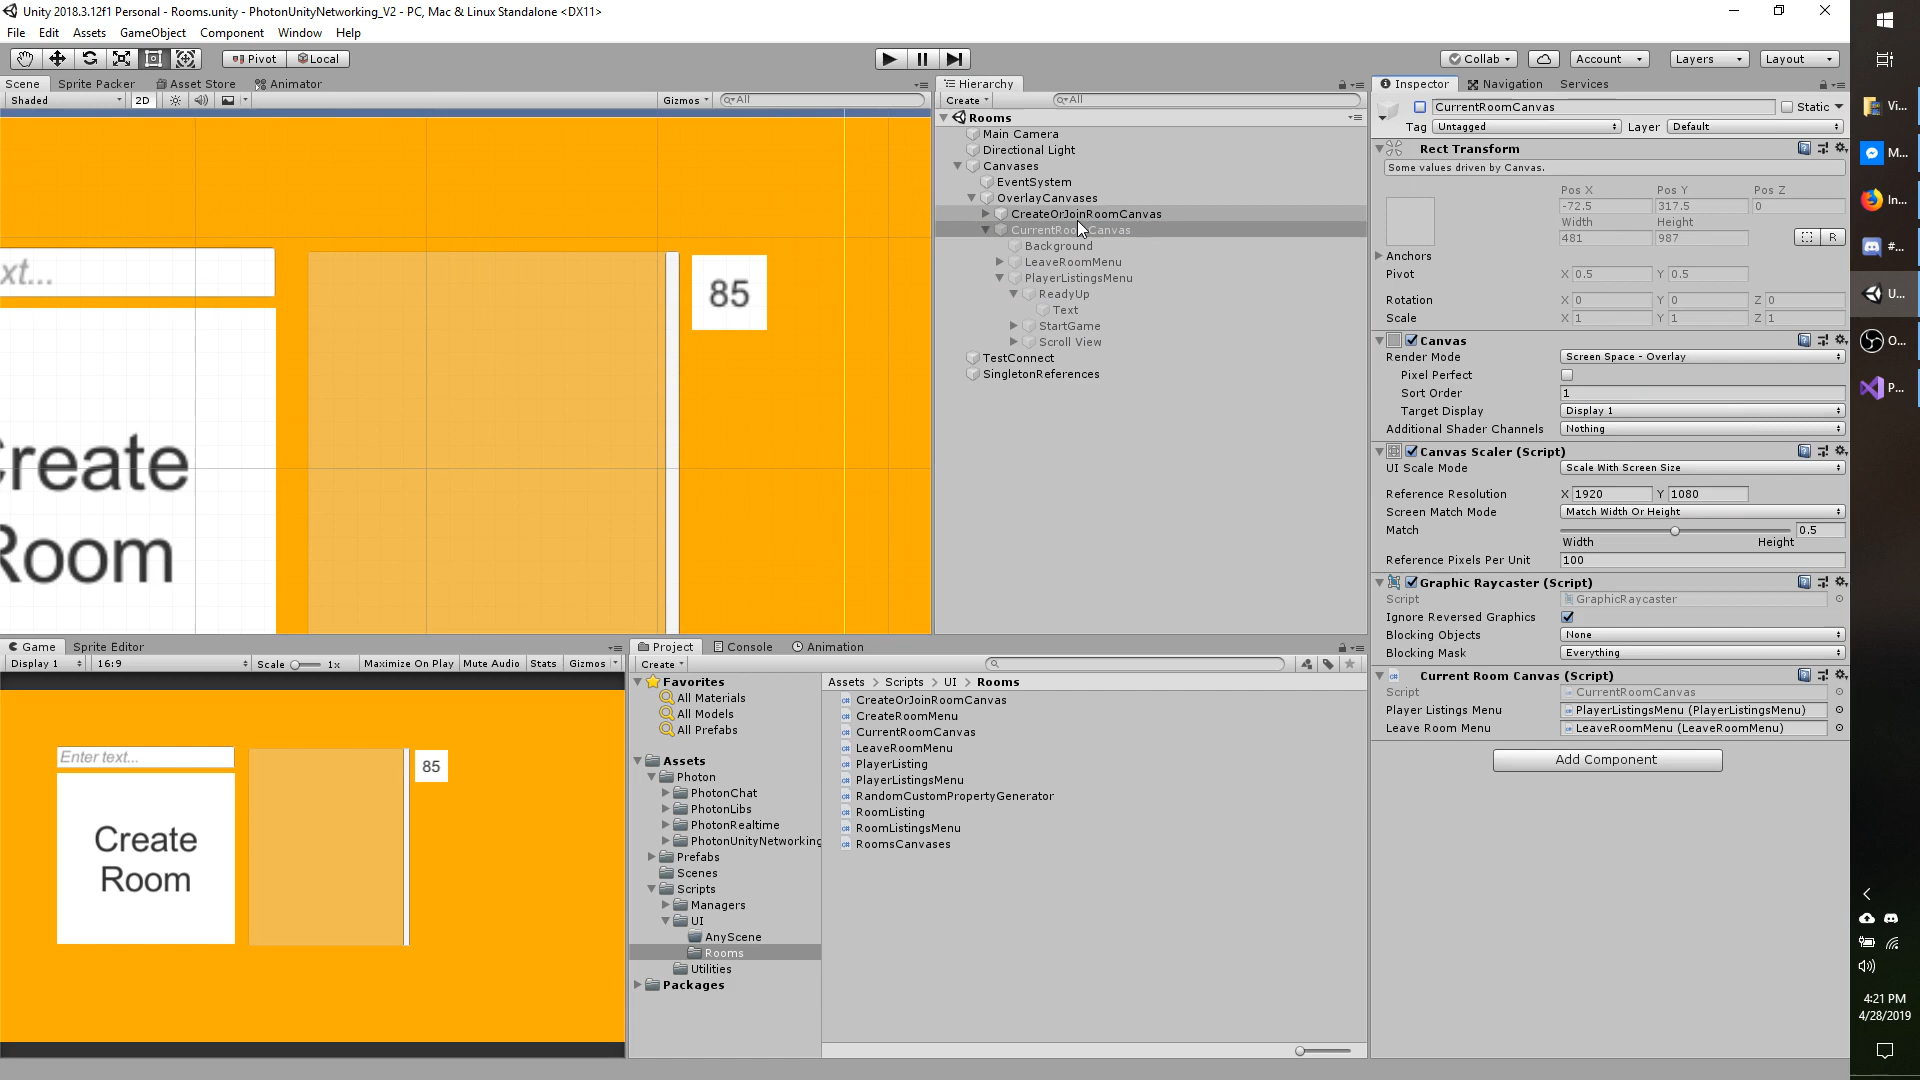 Unity 2018.3.12f1 Personal - Rooms.unity - PhotonUnityNetworking_V2 - PC, Mac & Linux Standalone <DX11>
File Edit Assets GameObject Component Window Help
Pivot Local Collab Account Layers Layout
Scene Sprite Packer Asset Store Animator
Shaded 2D Gizmos All
xt...
85
Create
Room
Hierarchy
Create All
Rooms
Main Camera
Directional Light
Canvases
EventSystem
OverlayCanvases
CreateOrJoinRoomCanvas
CurrentRoomCanvas
Background
LeaveRoomMenu
PlayerListingsMenu
ReadyUp
Text
StartGame
Scroll View
TestConnect
SingletonReferences
Inspector Navigation Services
CurrentRoomCanvas Static
Tag Untagged Layer Default
Rect Transform
Some values driven by Canvas.
Pos X Pos Y Pos Z
-72.5 317.5 0
Width Height
481 987 R
Anchors
Pivot X 0.5 Y 0.5
Rotation X 0 Y 0 Z 0
Scale X 1 Y 1 Z 1
Canvas
Render Mode Screen Space - Overlay
Pixel Perfect
Sort Order 1
Target Display Display 1
Additional Shader Channels Nothing
Canvas Scaler (Script)
UI Scale Mode Scale With Screen Size
Reference Resolution X 1920 Y 1080
Screen Match Mode Match Width Or Height
Match 0.5
Width Height
Reference Pixels Per Unit 100
Graphic Raycaster (Script)
Script GraphicRaycaster
Ignore Reversed Graphics
Blocking Objects None
Blocking Mask Everything
Current Room Canvas (Script)
Script CurrentRoomCanvas
Player Listings Menu PlayerListingsMenu (PlayerListingsMenu)
Leave Room Menu LeaveRoomMenu (LeaveRoomMenu)
Add Component
Game Sprite Editor
Display 1 16:9 Scale 1x Maximize On Play Mute Audio Stats Gizmos
Enter text...
85
Create
Room
Project Console Animation
Create
Favorites
All Materials
All Models
All Prefabs
Assets
Photon
PhotonChat
PhotonLibs
PhotonRealtime
PhotonUnityNetworking
Prefabs
Scenes
Scripts
Managers
UI
AnyScene
Rooms
Utilities
Packages
Assets > Scripts > UI > Rooms
CreateOrJoinRoomCanvas
CreateRoomMenu
CurrentRoomCanvas
LeaveRoomMenu
PlayerListing
PlayerListingsMenu
RandomCustomPropertyGenerator
RoomListing
RoomListingsMenu
RoomsCanvases
Vi...
M...
In...
#...
U...
O...
P...
4:21 PM
4/28/2019